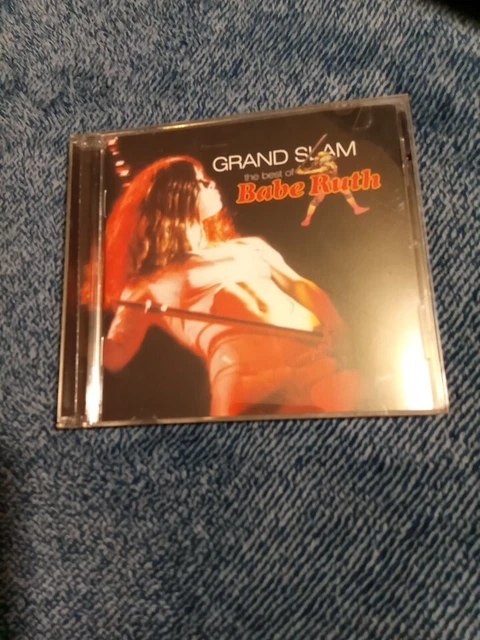 GRAND SLAM
the best of
Babe Ruth